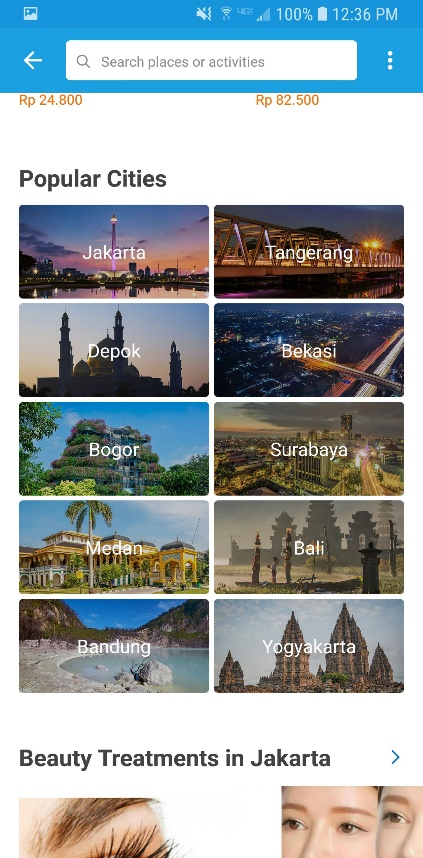 100% 12:36 PM
Search places or activities
Rp 24.800 Rp 82.500
Popular Cities
Jakarta Tangerang
Depok Bekasi
Bogor Surabaya
Medan Bali
Bandung Yogyakarta
Beauty Treatments in Jakarta